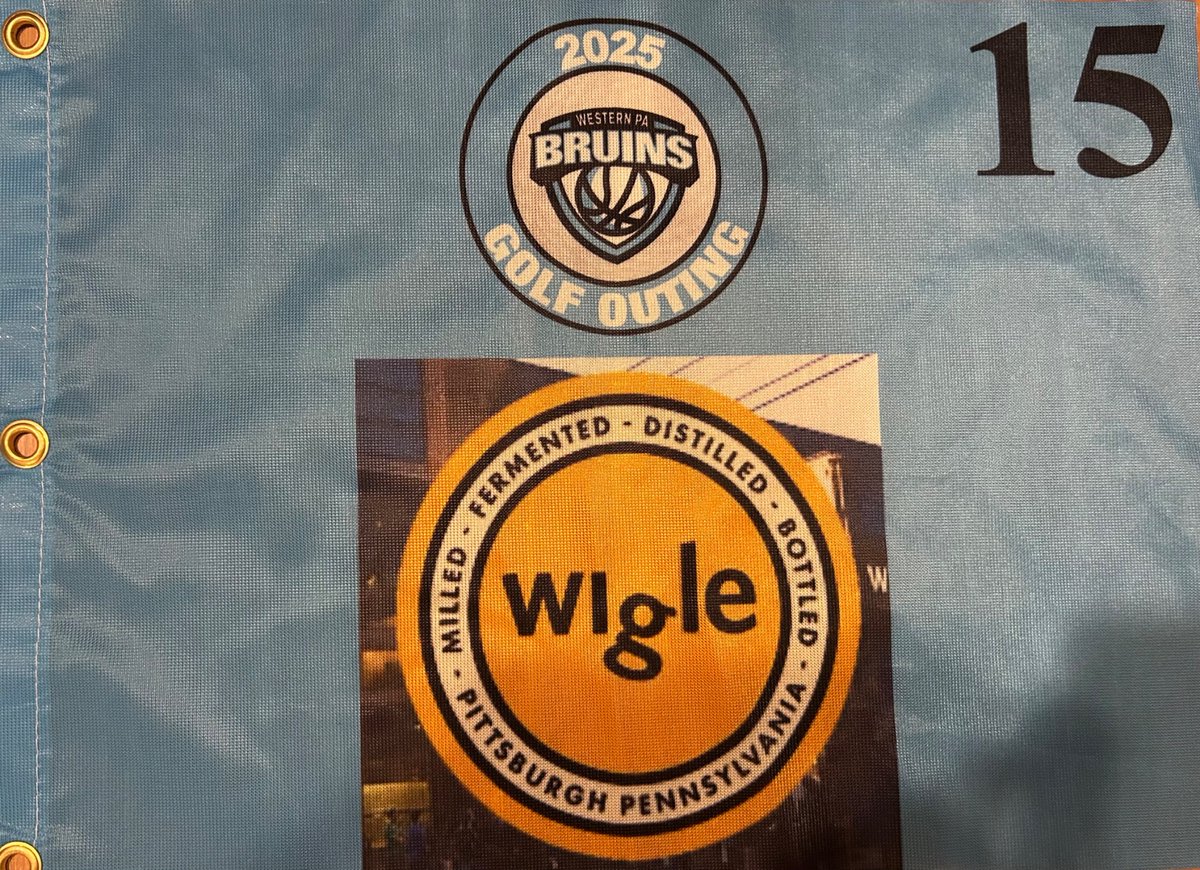 2025
WESTERN PA
BRUINS
GOLF OUTING
15
MILLED - FERMENTED - DISTILLED - BOTTLED -
PITTSBURGH PENNSYLVANIA -
wIgle
W